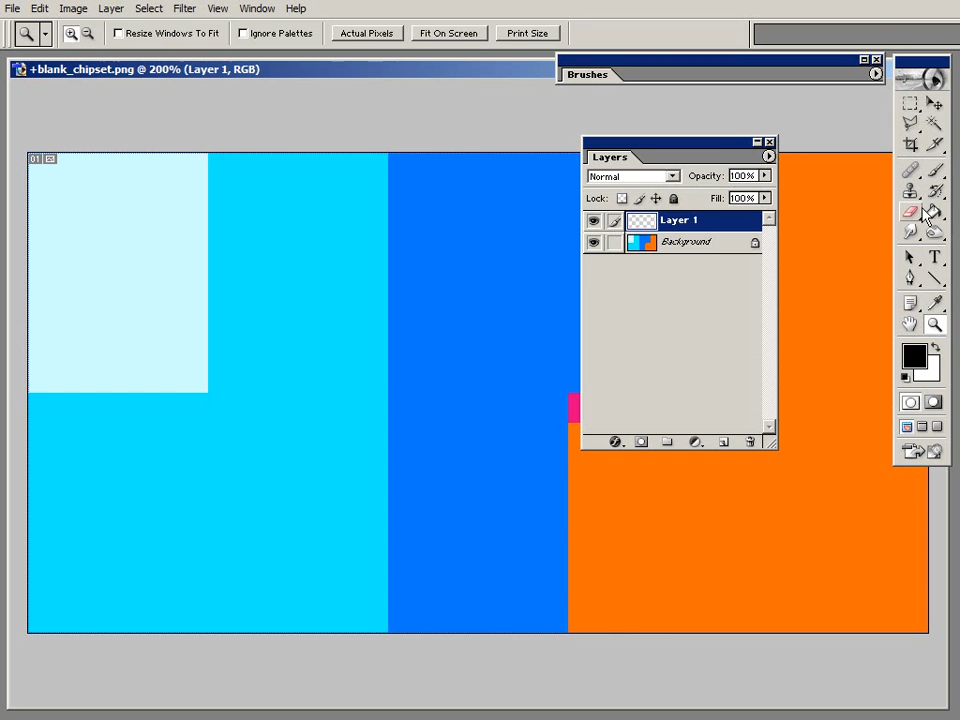 File Edit Image Layer Select Filter View Window Help
Resize Windows To Fit Ignore Palettes Actual Pixels Fit On Screen Print Size
+blank_chipset.png @ 200% (Layer 1, RGB)
Brushes
01
Layers
Normal Opacity: 100%
Lock: Fill: 100%
Layer 1
Background
T